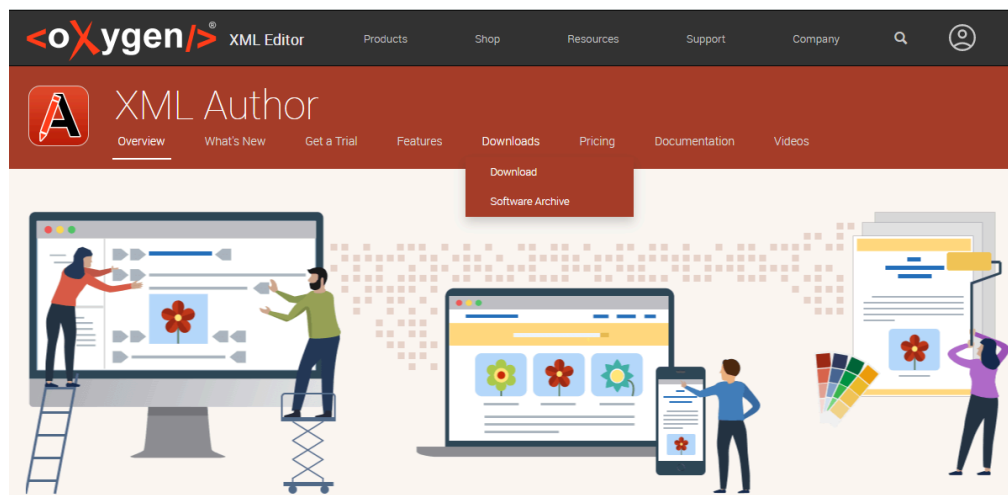 <oXygen/>® XML Editor Products Shop Resources Support Company
XML Author
Overview What's New Get a Trial Features Downloads Pricing Documentation Videos
Download
Software Archive